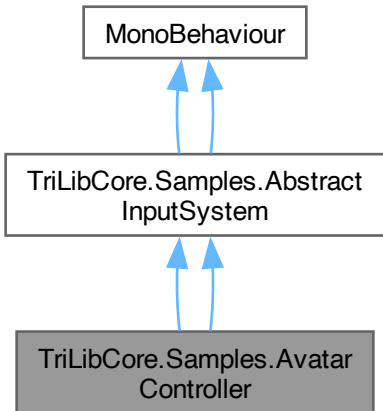 MonoBehaviour
TriLibCore.Samples.Abstract
InputSystem
TriLibCore.Samples.Avatar
Controller